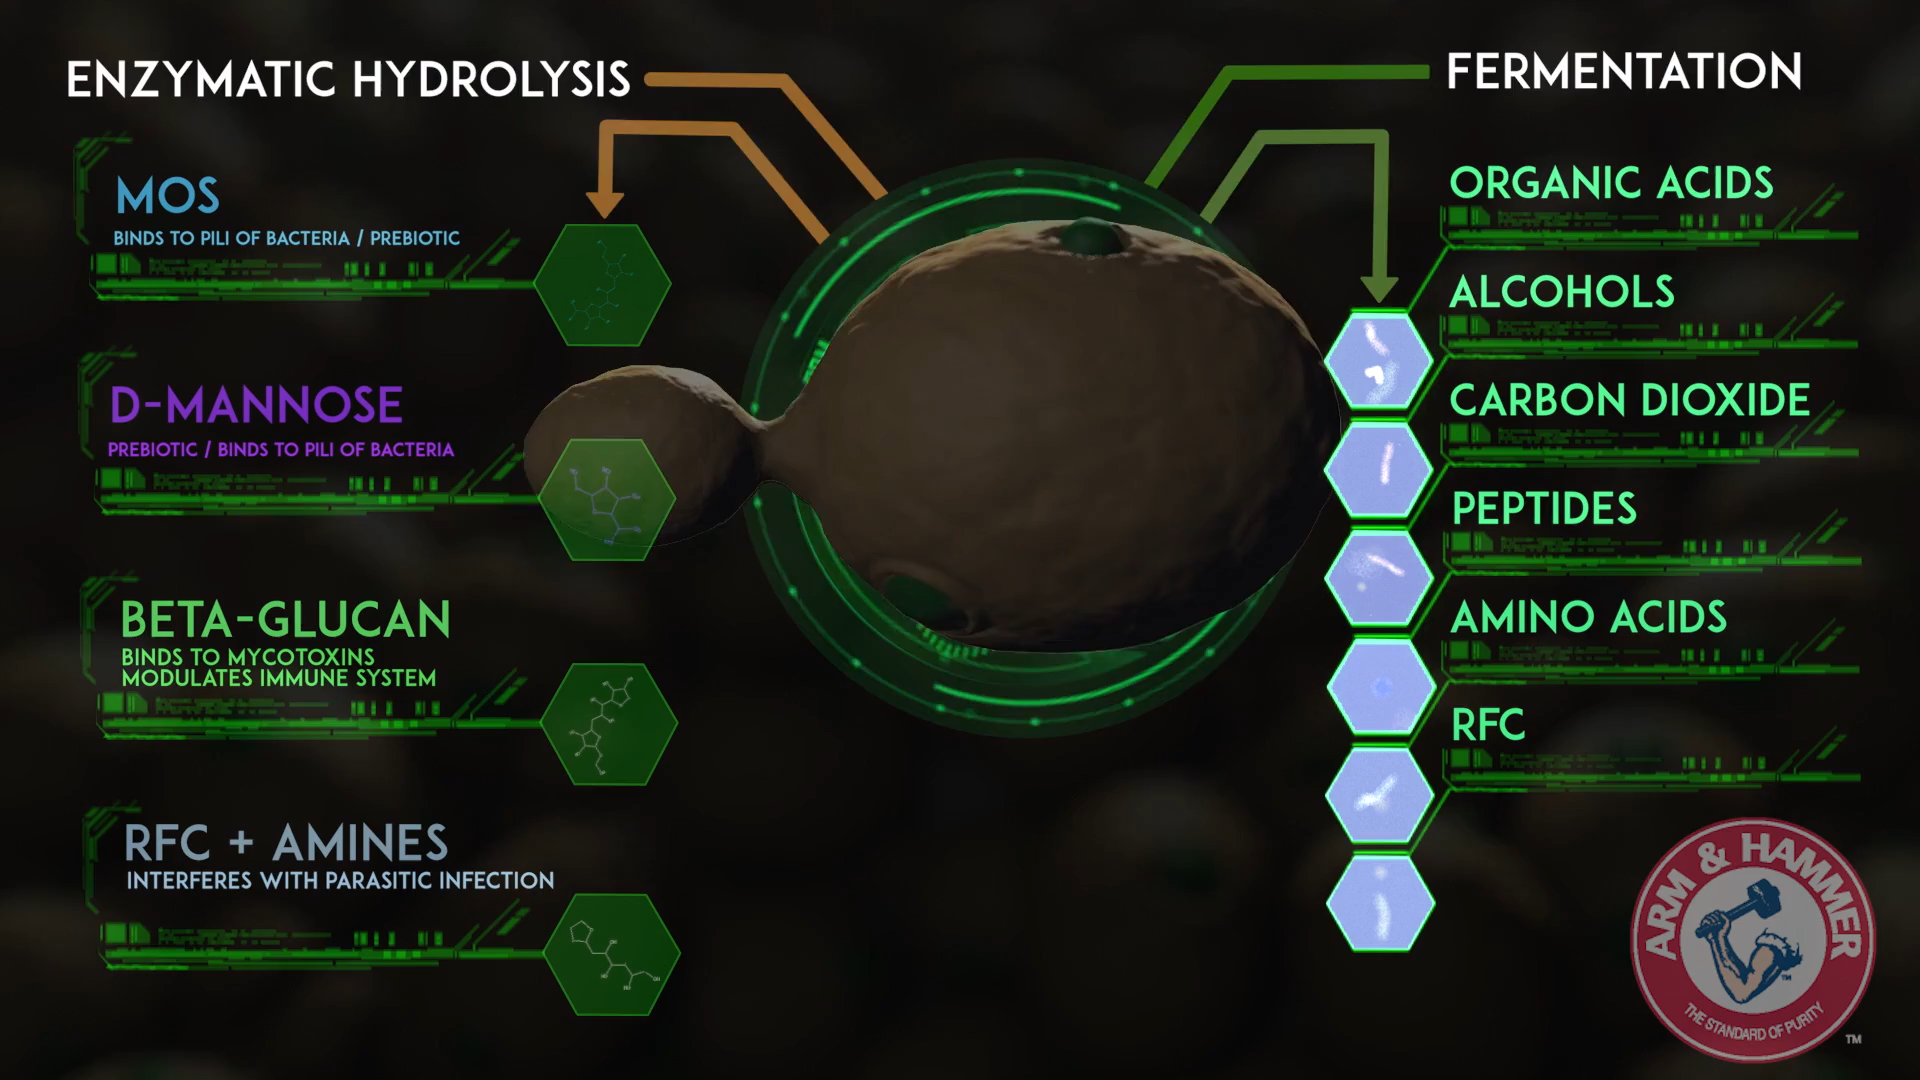 ENZYMATIC HYDROLYSIS
MOS
BINDS TO PILI OF BACTERIA / PREBIOTIC
D-MANNOSE
PREBIOTIC / BINDS TO PILI OF BACTERIA
BETA-GLUCAN
BINDS TO MYCOTOXINS
MODULATES IMMUNE SYSTEM
RFC + AMINES
INTERFERES WITH PARASITIC INFECTION
FERMENTATION
ORGANIC ACIDS
ALCOHOLS
CARBON DIOXIDE
PEPTIDES
AMINO ACIDS
RFC
ARM & HAMMER
THE STANDARD OF PURITY
TM
TM